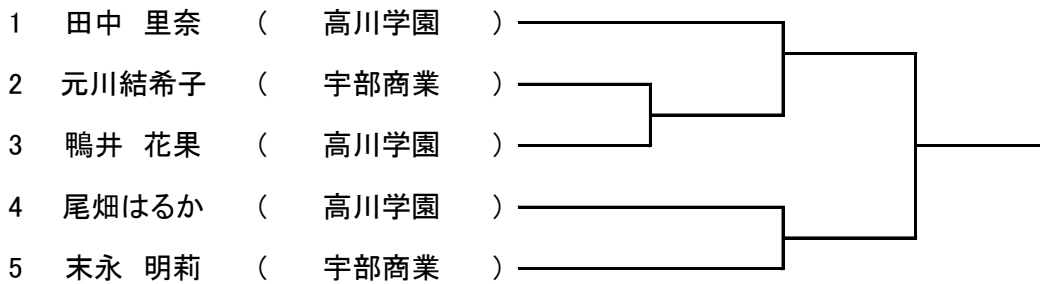 1 田中 里奈 ( 高川学園 )
2 元川結希子 ( 宇部商業 )
3 鴨井 花果 ( 高川学園 )
4 尾畑はるか ( 高川学園 )
5 末永 明莉 ( 宇部商業 )